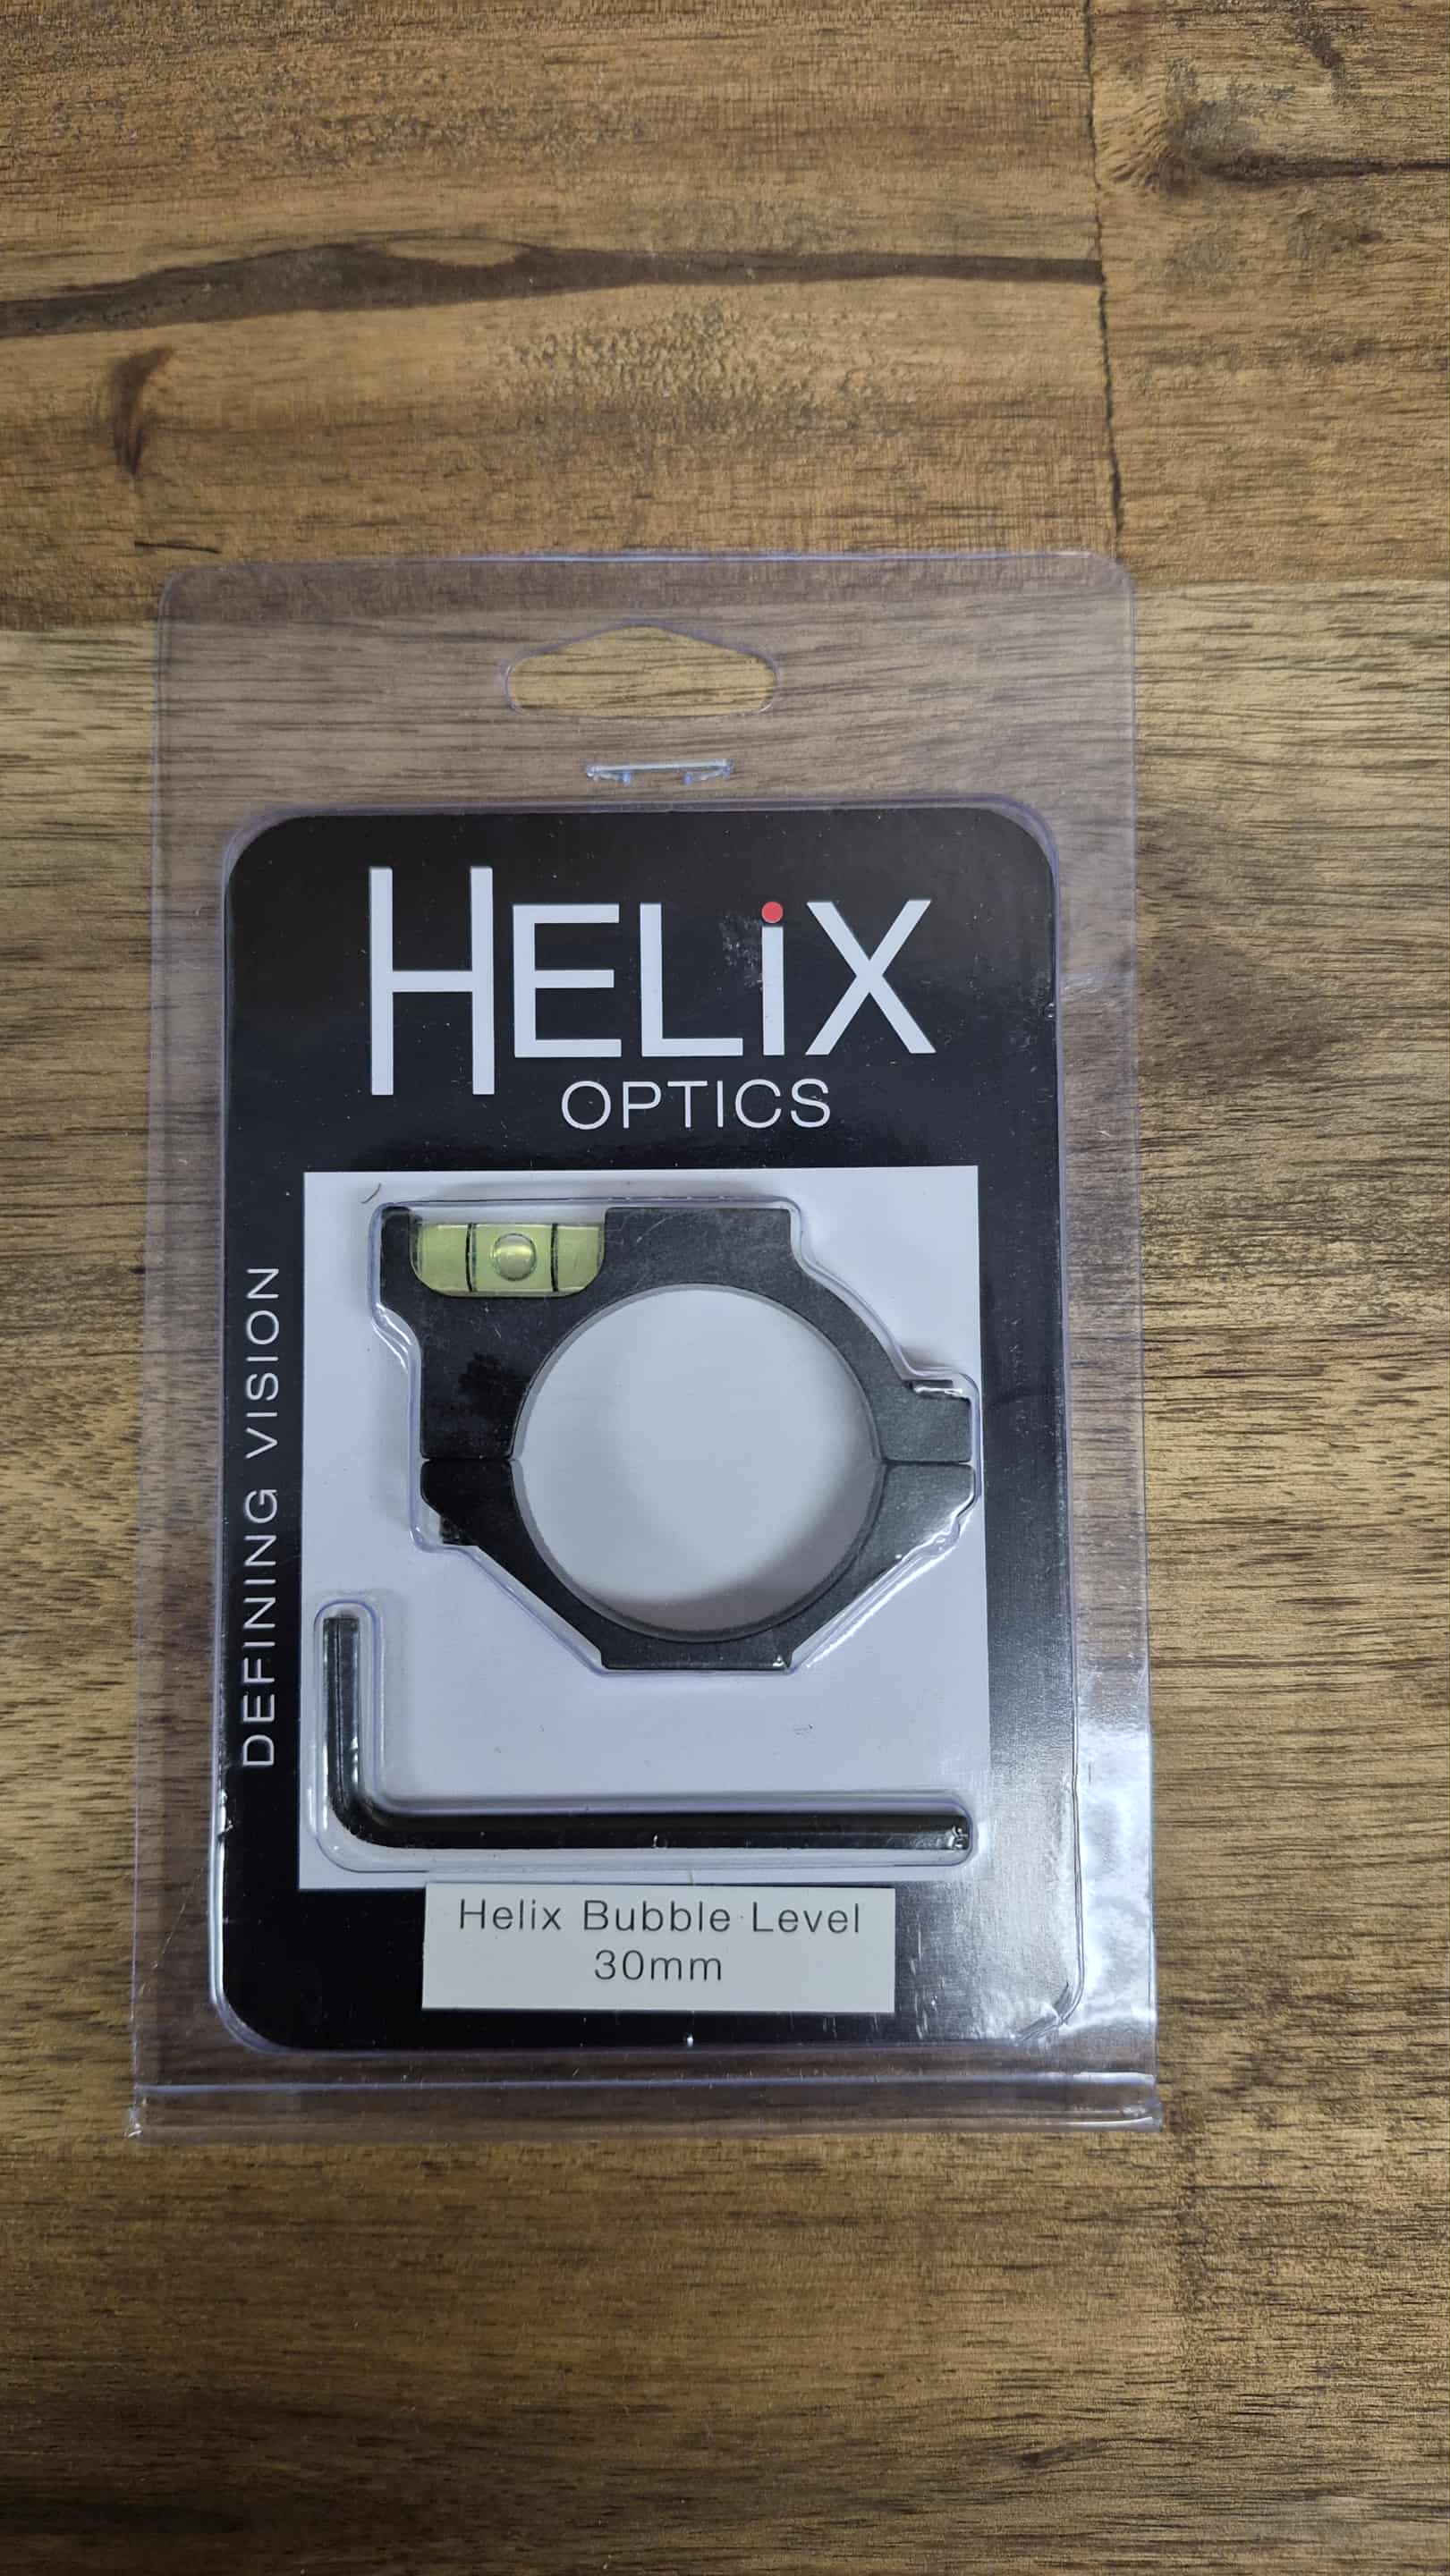 HELiX
OPTICS
DEFINING VISION
Helix Bubble Level
30mm